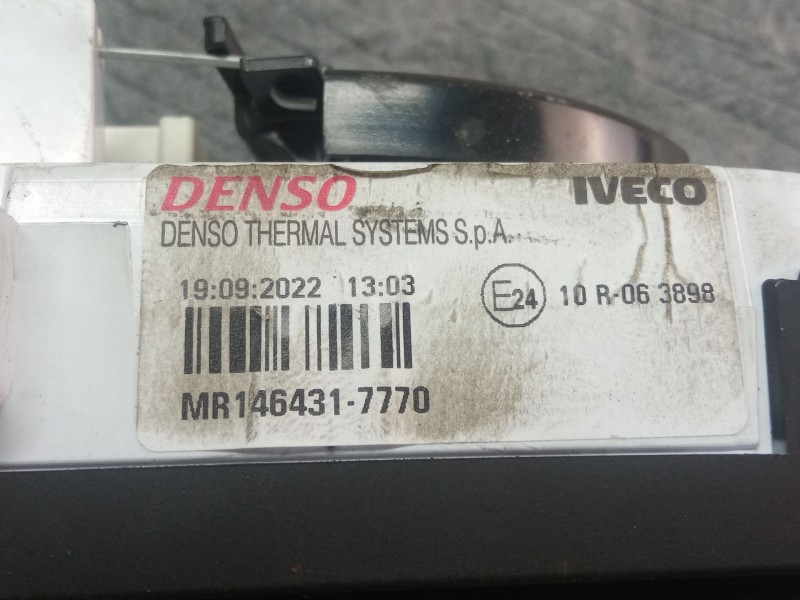 DENSO IVECO
DENSO THERMAL SYSTEMS S.p.A.
19:09:2022 13:03 E24 10 R-06 3898
MR146431-7770